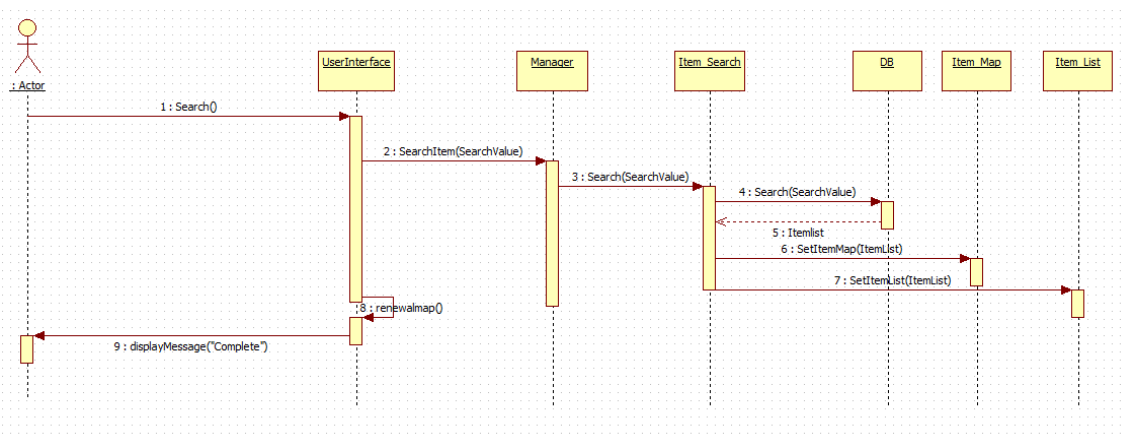 : Actor
UserInterface
Manager
Item_Search
DB
Item_Map
Item_List
1 : Search()
2 : SearchItem(SearchValue)
3 : Search(SearchValue)
4 : Search(SearchValue)
5 : Itemlist
6 : SetItemMap(ItemList)
7 : SetItemList(ItemList)
8 : renewalmap()
9 : displayMessage("Complete")